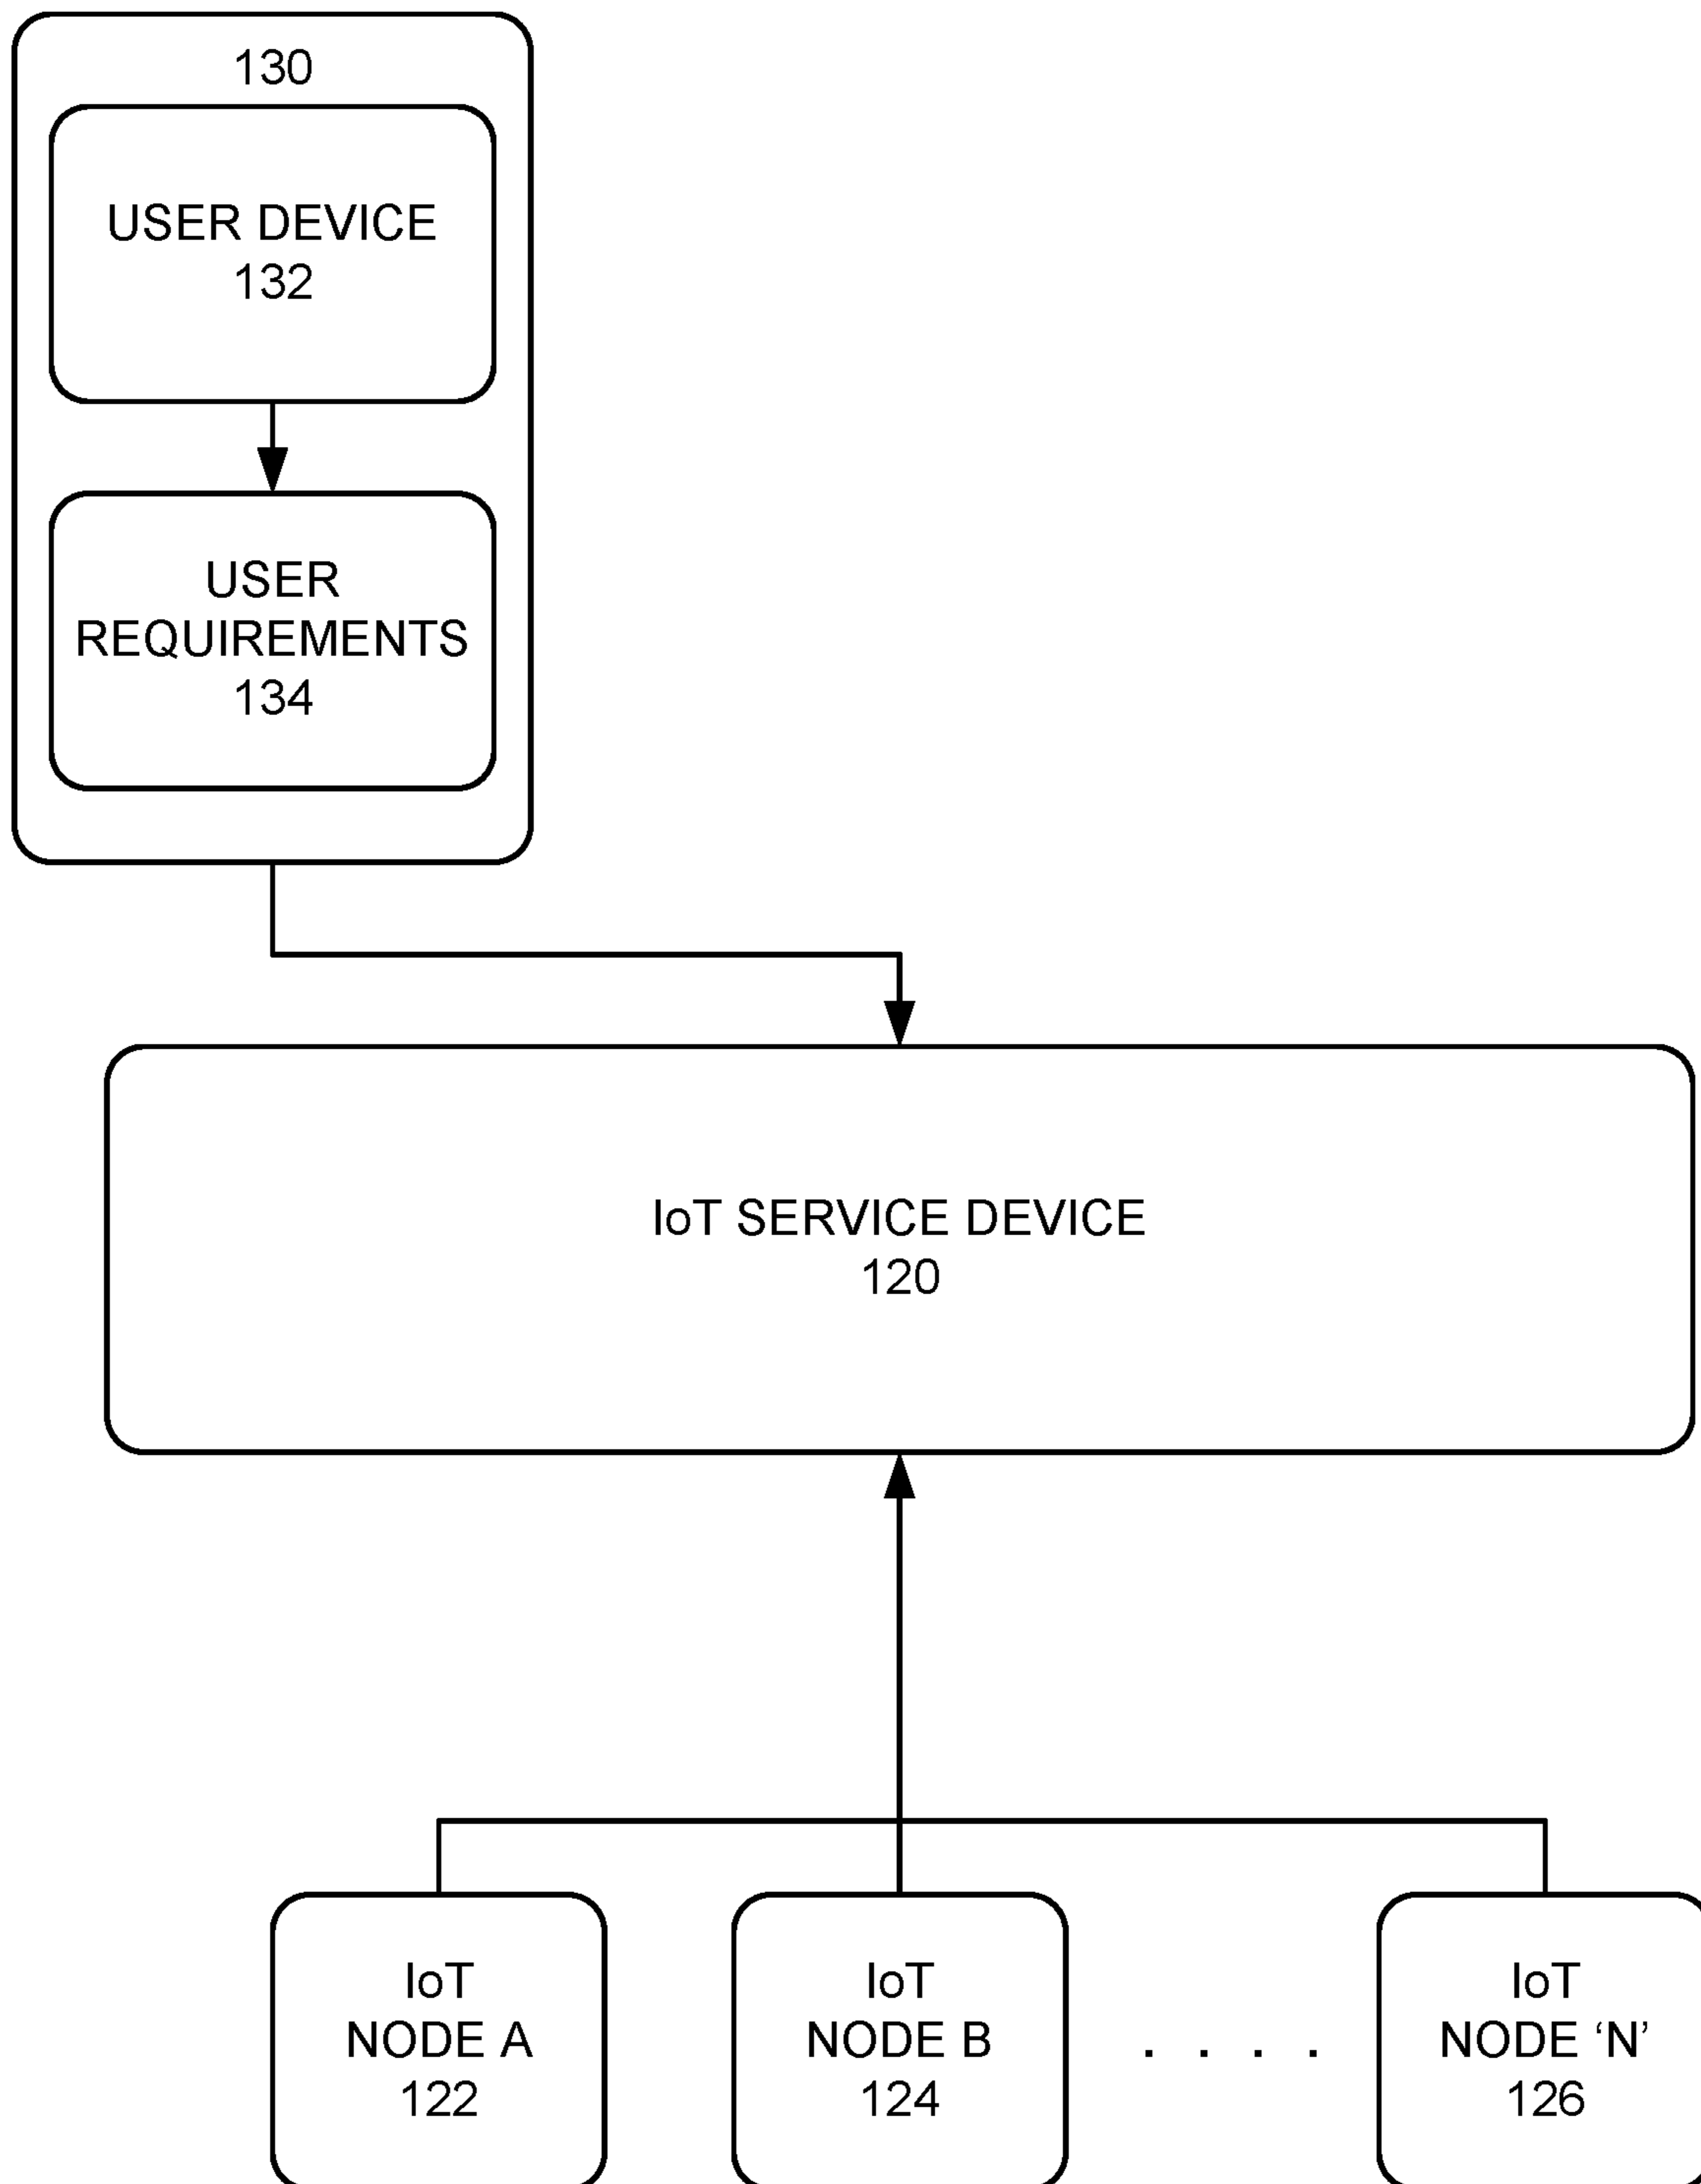 130
USER DEVICE
132
USER
REQUIREMENTS
134
IoT SERVICE DEVICE
120
IoT
NODE A
122
IoT
NODE B
124
. . . .
IoT
NODE ‘N’
126